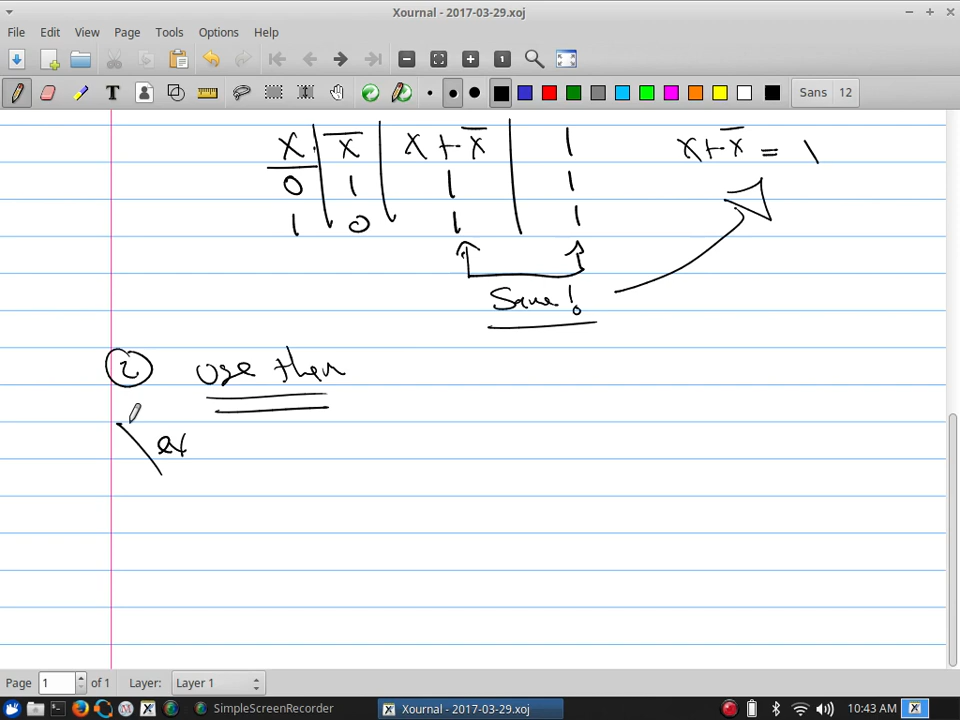 Xournal - 2017-03-29.xoj
File Edit View Page Tools Options Help
Sans 12
X | x̅ | x + x̅ | 1
x + x̅ = 1
0 | 1 | 1 | 1
1 | 0 | 1 | 1
Same!
② use them
ex
Page 1 of 1 Layer: Layer 1
SimpleScreenRecorder Xournal - 2017-03-29.xoj 10:43 AM